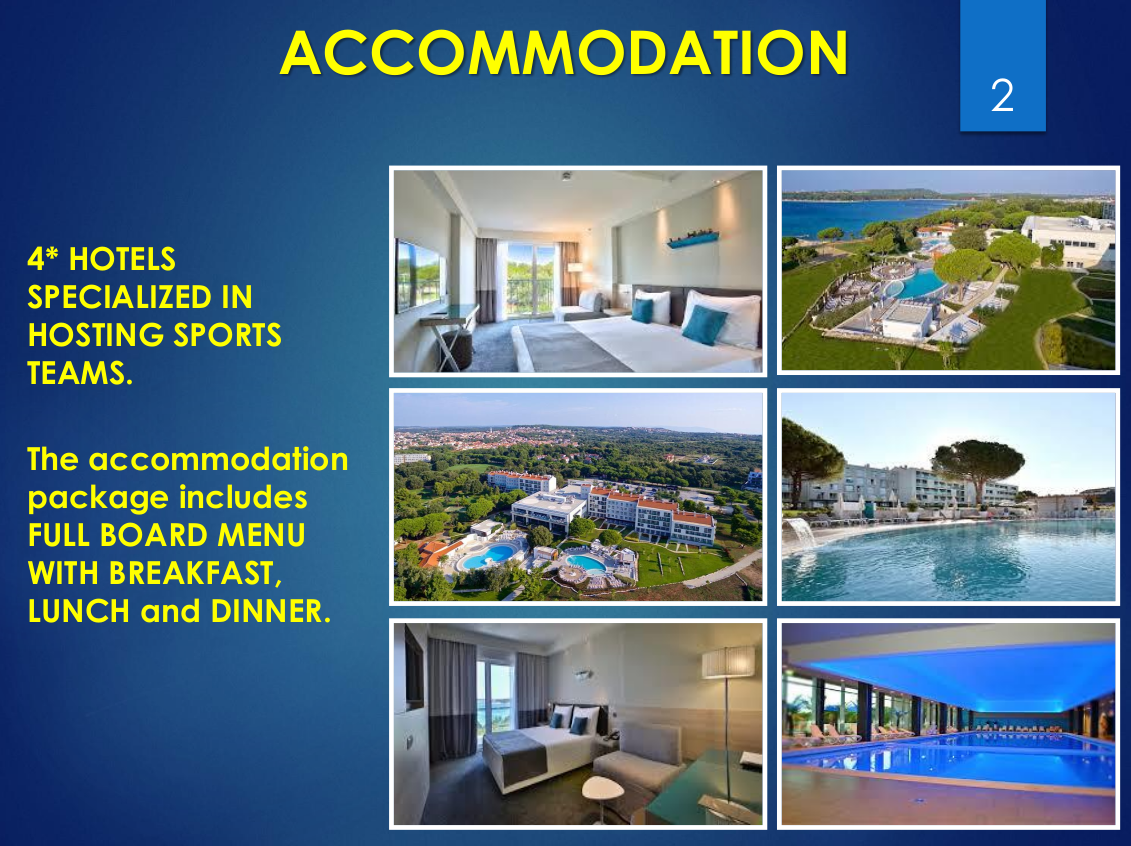 ACCOMMODATION
2
4* HOTELS
SPECIALIZED IN
HOSTING SPORTS
TEAMS.
The accommodation
package includes
FULL BOARD MENU
WITH BREAKFAST,
LUNCH and DINNER.